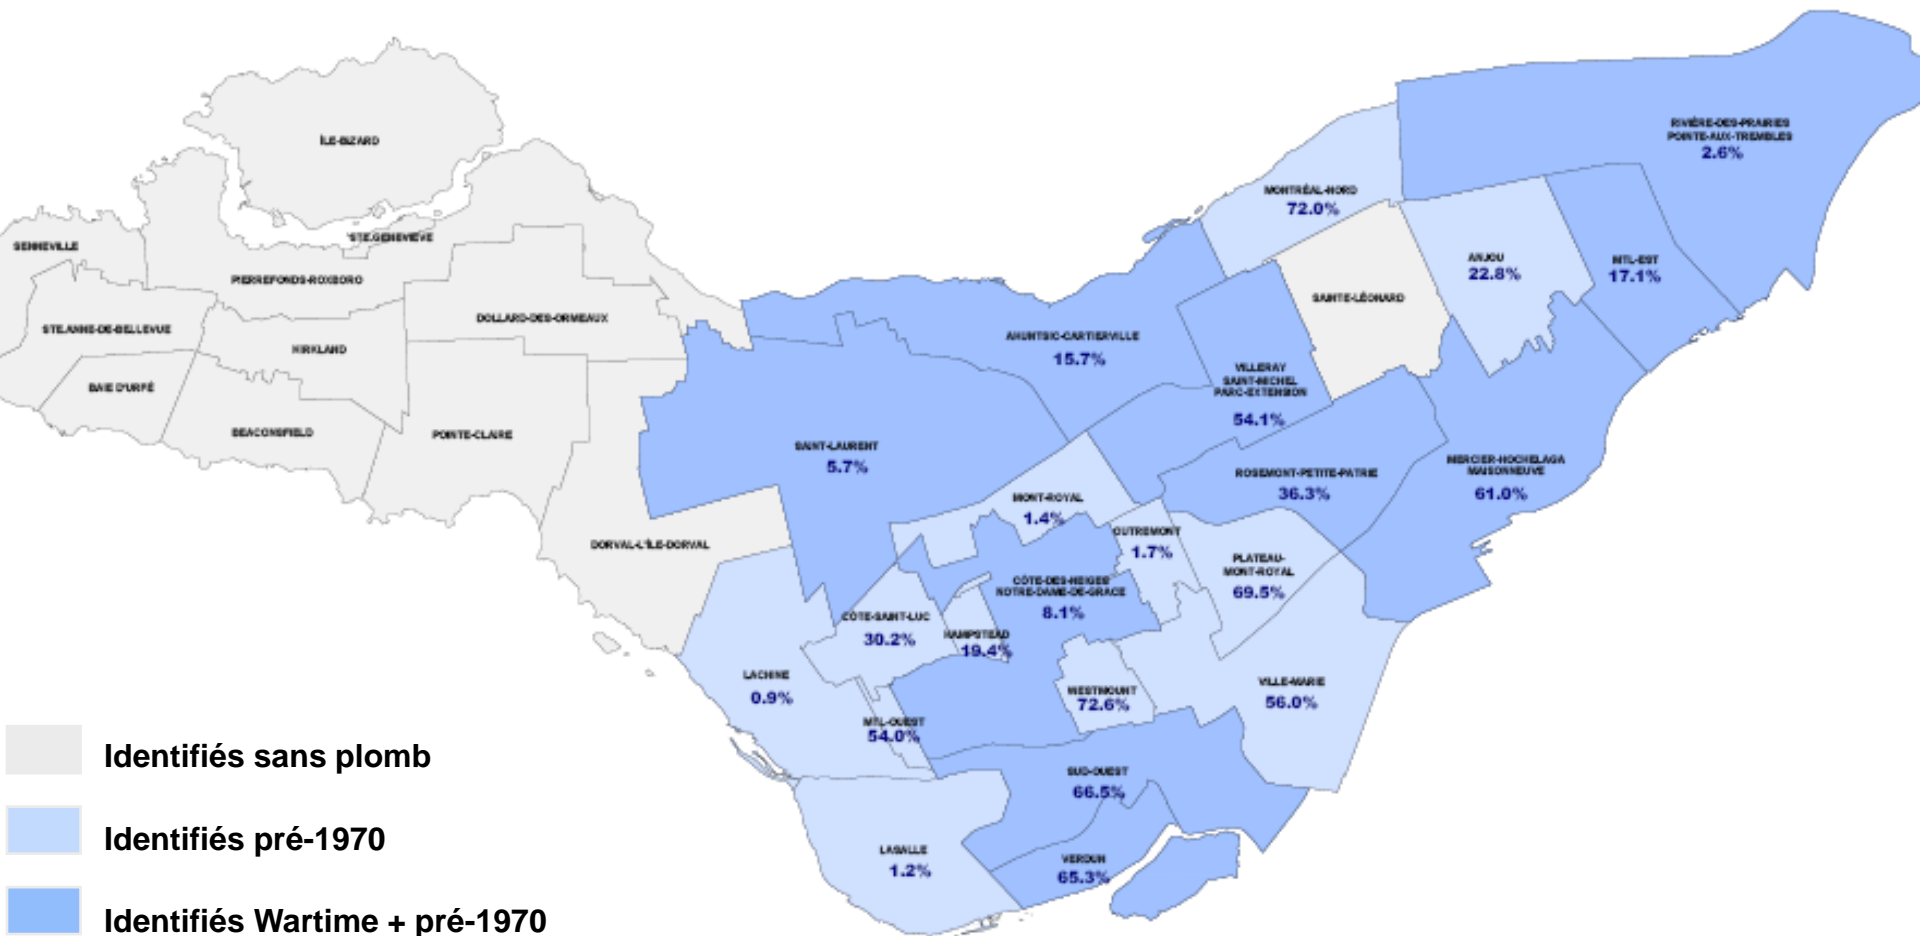 ÎLE-BIZARD
RIVIÈRE-DES-PRAIRIES
POINTE-AUX-TREMBLES
2.6%
MONTRÉAL-NORD
72.0%
STE.GENEVIÈVE
SENNEVILLE
PIERREFONDS-ROXBORO
ANJOU
22.8%
MTL-EST
17.1%
SAINTE-LÉONARD
DOLLARD-DES-ORMEAUX
STE.ANNE-DE-BELLEVUE
KIRKLAND
AHUNTSIC-CARTIERVILLE
15.7%
VILLERAY
SAINT-MICHEL
PARC-EXTENSION
54.1%
BAIE D'URFÉ
BEACONSFIELD
POINTE-CLAIRE
SAINT-LAURENT
5.7%
MERCIER-HOCHELAGA
MAISONNEUVE
61.0%
ROSEMONT-PETITE-PATRIE
36.3%
MONT-ROYAL
1.4%
OUTREMONT
1.7%
DORVAL-L'ÎLE-DORVAL
PLATEAU-
MONT-ROYAL
69.5%
CÔTE-DES-NEIGES
NOTRE-DAME-DE-GRACE
8.1%
CÔTE-SAINT-LUC
30.2%
HAMPSTEAD
19.4%
LACHINE
0.9%
WESTMOUNT
72.6%
VILLE-MARIE
56.0%
MTL-OUEST
54.0%
SUD-OUEST
66.5%
LASALLE
1.2%
VERDUN
65.3%
Identifiés sans plomb
Identifiés pré-1970
Identifiés Wartime + pré-1970